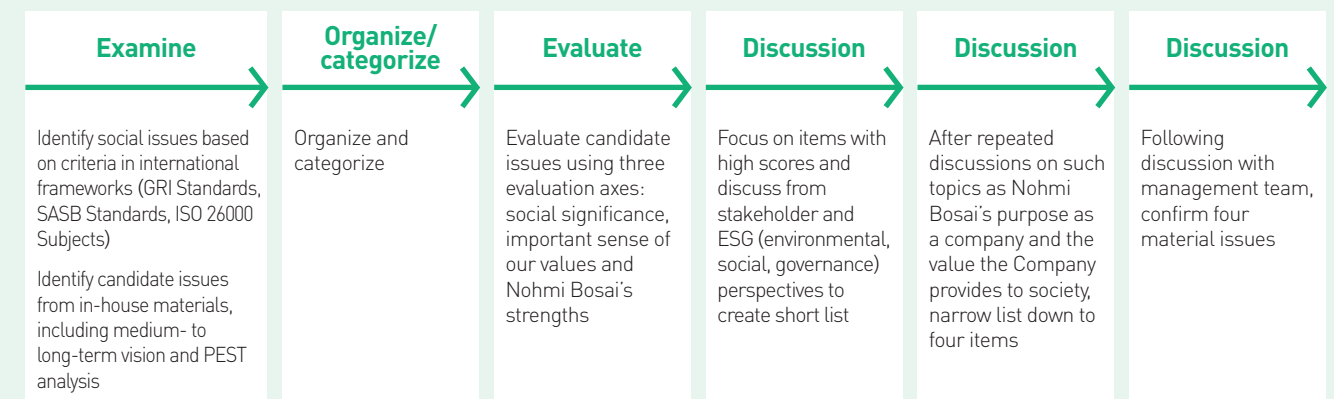 Examine
Identify social issues based
on criteria in international
frameworks (GRI Standards,
SASB Standards, ISO 26000
Subjects)
Identify candidate issues
from in-house materials,
including medium- to
long-term vision and PEST
analysis
Organize/
categorize
Organize and
categorize
Evaluate
Evaluate candidate
issues using three
evaluation axes:
social significance,
important sense of
our values and
Nohmi Bosai’s
strengths
Discussion
Focus on items with
high scores and
discuss from
stakeholder and
ESG (environmental,
social, governance)
perspectives to
create short list
Discussion
After repeated
discussions on such
topics as Nohmi
Bosai’s purpose as
a company and the
value the Company
provides to society,
narrow list down to
four items
Discussion
Following
discussion with
management team,
confirm four
material issues